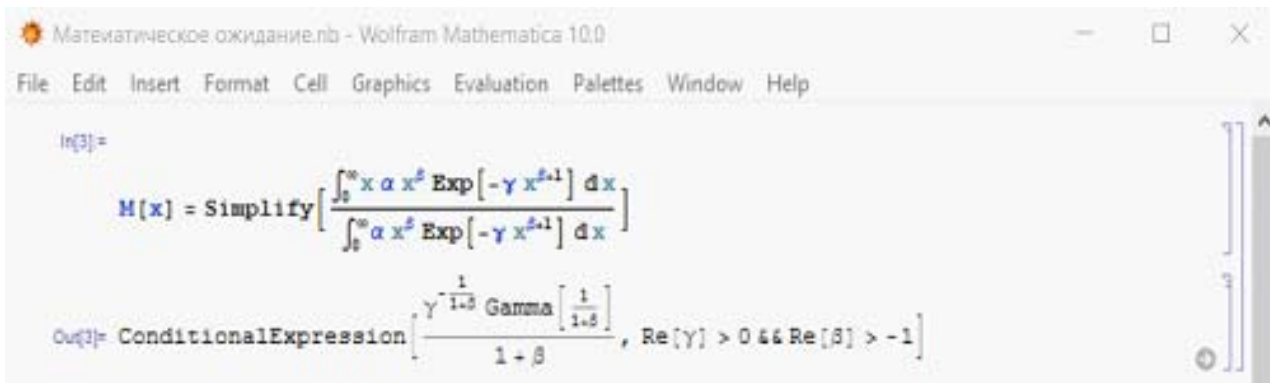 Матеиатическое ожидание.nb - Wolfram Mathematica 10.0
File Edit Insert Format Cell Graphics Evaluation Palettes Window Help
In[3]:=
M[x] = Simplify[ ∫₀^∞ x α x^β Exp[-γ x^(β+1)] dx / ∫₀^∞ α x^β Exp[-γ x^(β+1)] dx ]
Out[3]= ConditionalExpression[ γ^(-1/(1+β)) Gamma[1/(1+β)] / (1 + β), Re[γ] > 0 && Re[β] > -1]